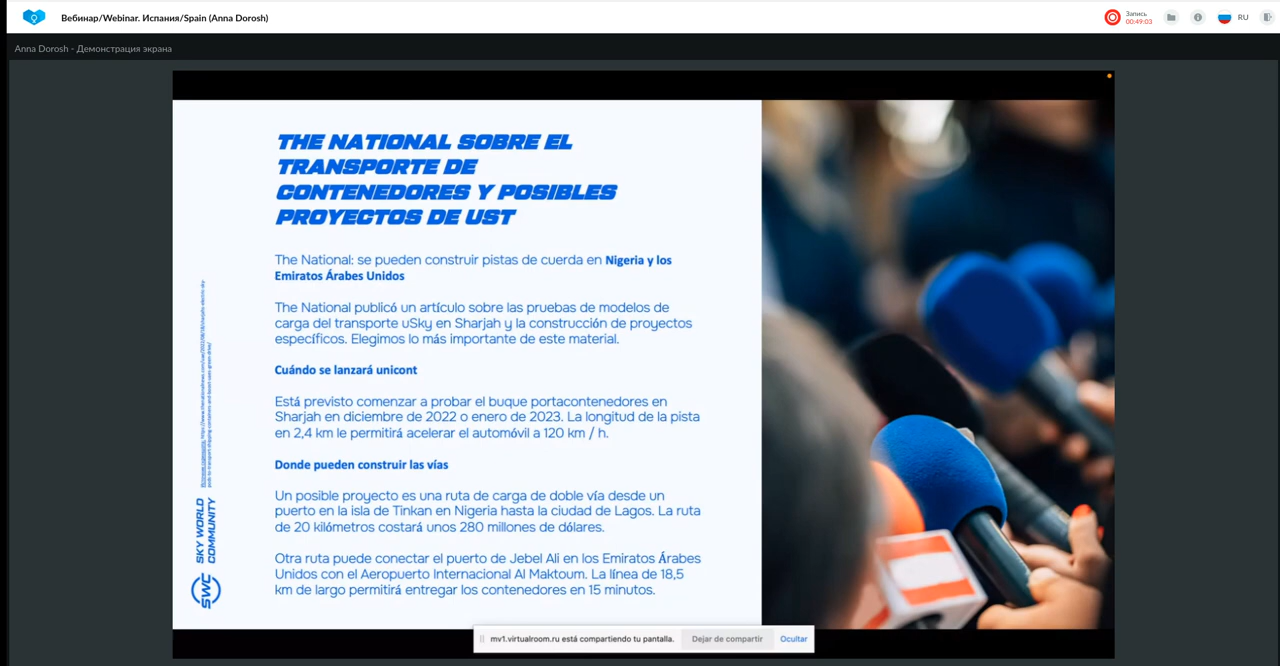 Вебинар/Webinar. Испания/Spain (Anna Dorosh)
Запись
00:49:03
RU
Anna Dorosh - Демонстрация экрана
THE NATIONAL SOBRE EL
TRANSPORTE DE
CONTENEDORES Y POSIBLES
PROYECTOS DE UST
The National: se pueden construir pistas de cuerda en Nigeria y los
Emiratos Árabes Unidos
The National publicó un artículo sobre las pruebas de modelos de
carga del transporte uSky en Sharjah y la construcción de proyectos
específicos. Elegimos lo más importante de este material.
Cuándo se lanzará unicont
Está previsto comenzar a probar el buque portacontenedores en
Sharjah en diciembre de 2022 o enero de 2023. La longitud de la pista
en 2,4 km le permitirá acelerar el automóvil a 120 km / h.
Donde pueden construir las vías
Un posible proyecto es una ruta de carga de doble vía desde un
puerto en la isla de Tinkan en Nigeria hasta la ciudad de Lagos. La ruta
de 20 kilómetros costará unos 280 millones de dólares.
Otra ruta puede conectar el puerto de Jebel Ali en los Emiratos Árabes
Unidos con el Aeropuerto Internacional Al Maktoum. La línea de 18,5
km de largo permitirá entregar los contenedores en 15 minutos.
SWC
SKY WORLD
COMMUNITY
mv1.virtualroom.ru está compartiendo tu pantalla.
Dejar de compartir
Ocultar